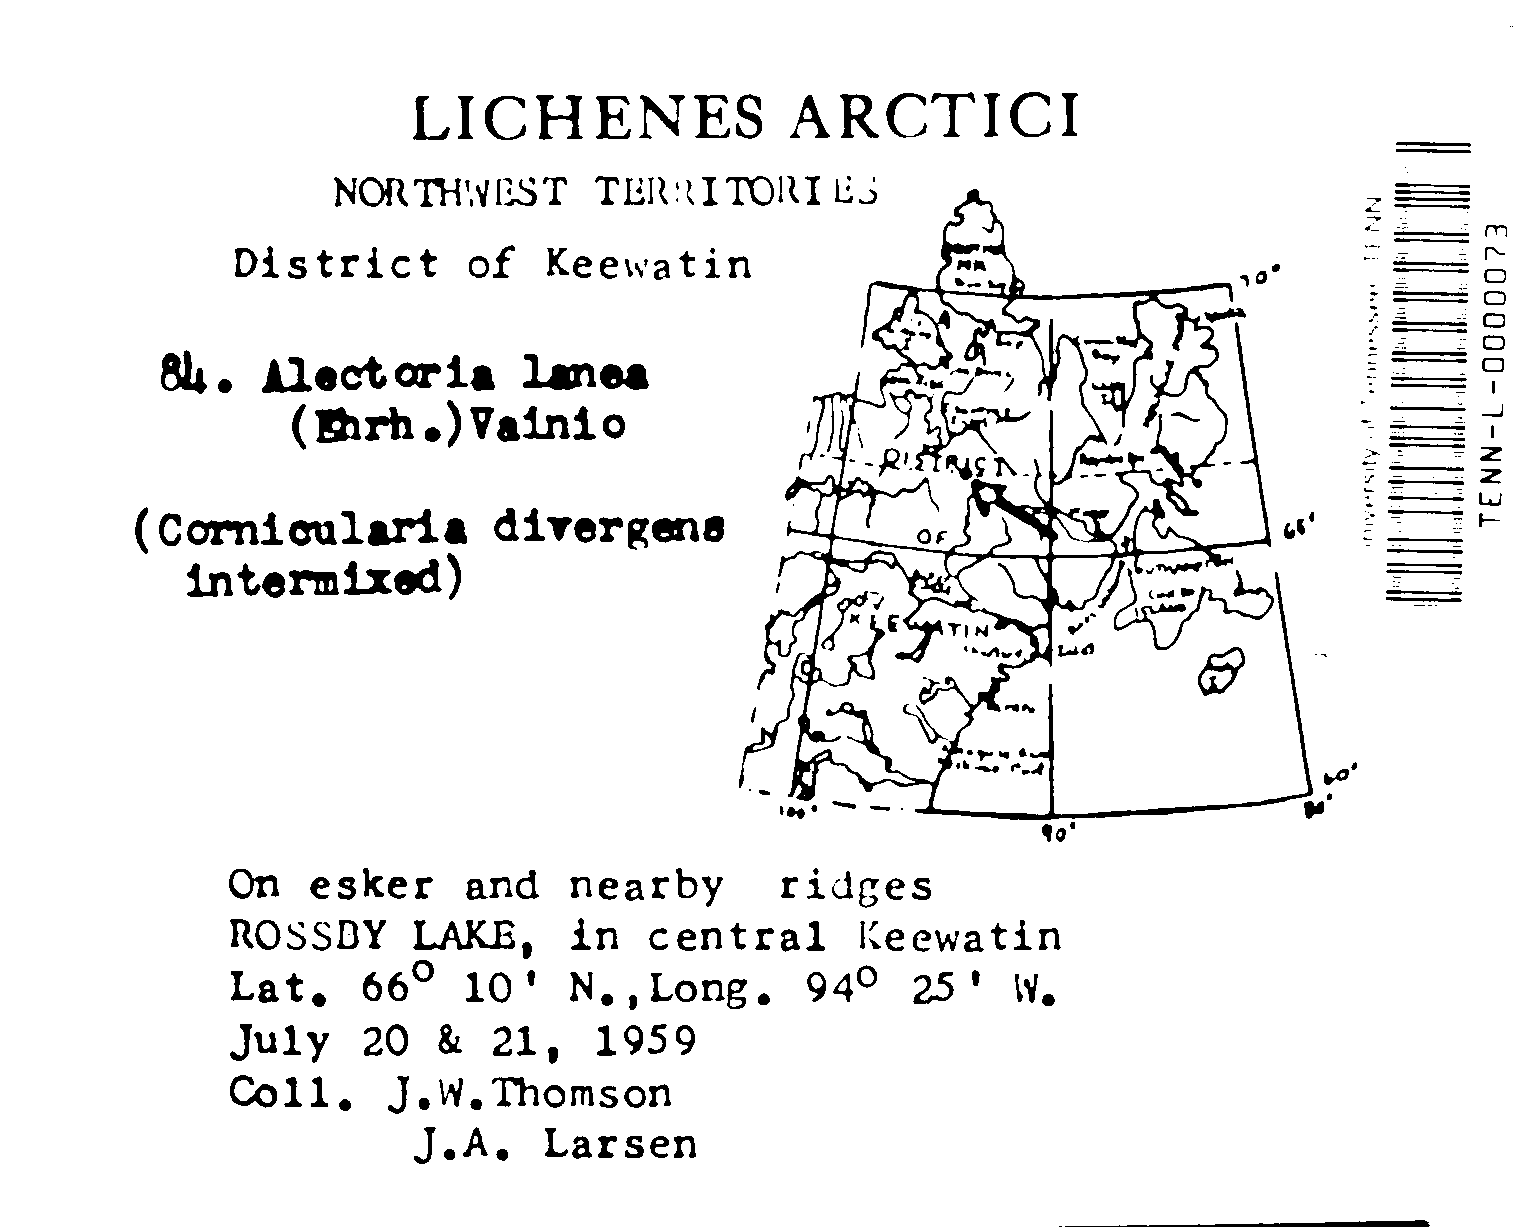 LICHENES ARCTICI
NORTHWEST TERRITORIES
District of Keewatin
84. Alectoria lanea
(Ehrh.)Vainio
(Cornicularia divergens
intermixed)
70°
DISTRICT
OF
65°
KEEWATIN
ISLAND
60°
100°
90°
80°
On esker and nearby ridges
ROSSBY LAKE, in central Keewatin
Lat. 66° 10' N.,Long. 94° 25' W.
July 20 & 21, 1959
Coll. J.W.Thomson
J.A. Larsen
University of Tennessee TENN
TENN-L-0000073